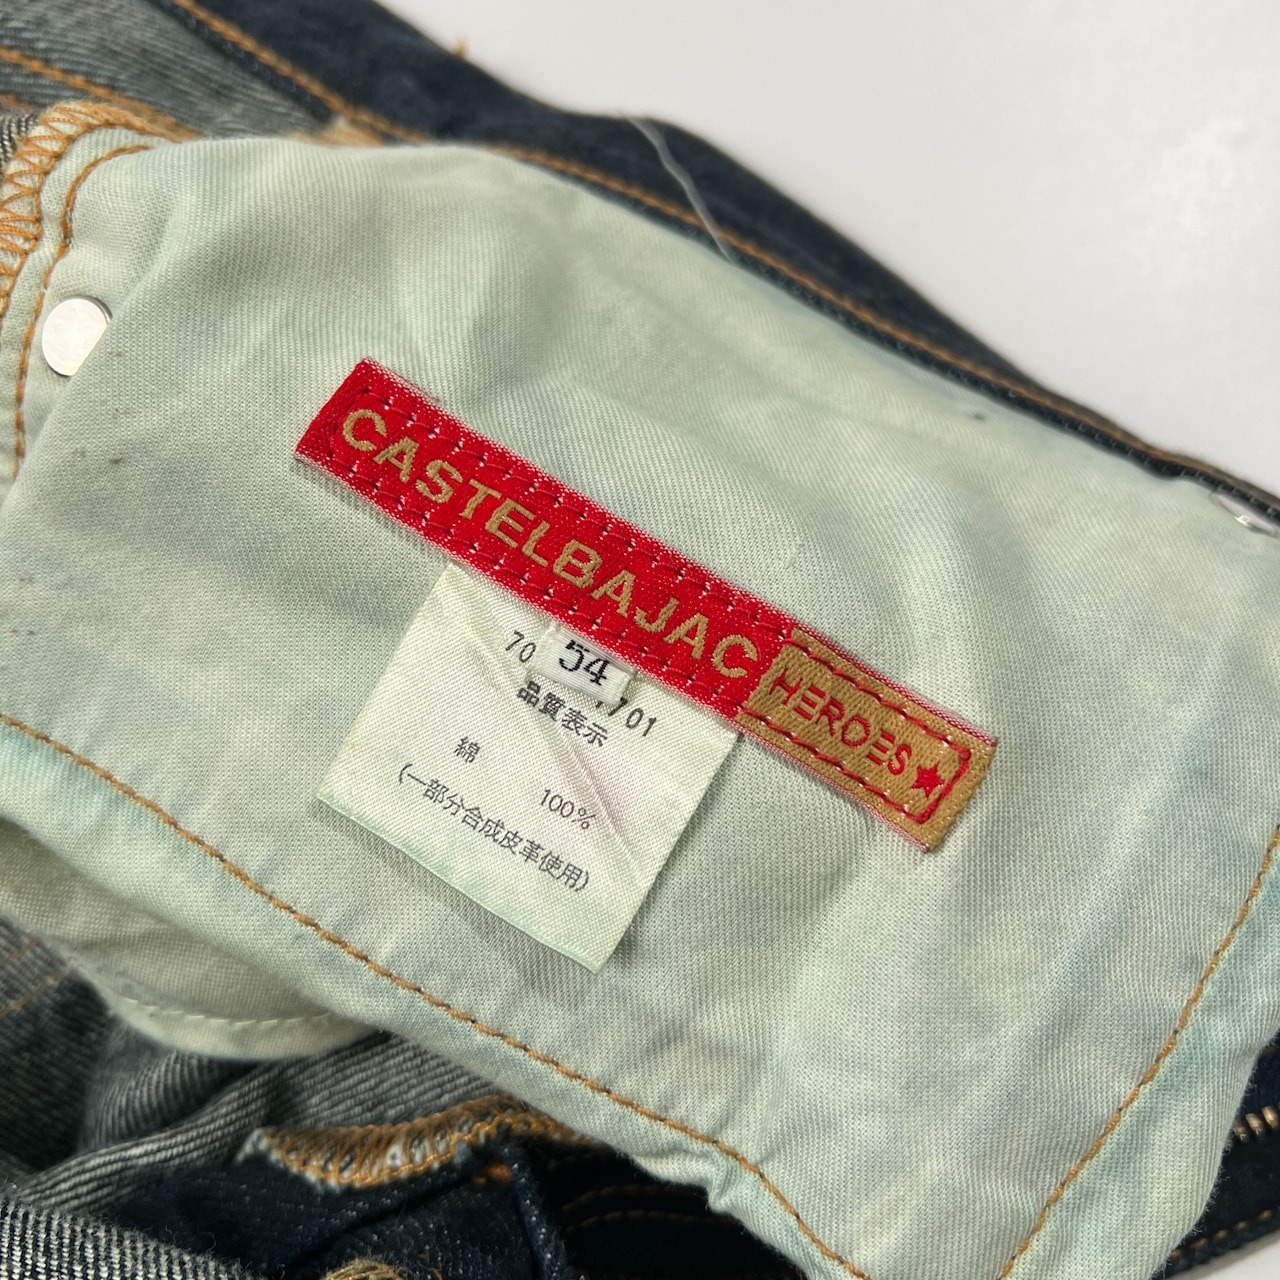 CASTELBAJAC
HEROES
54
70 701
品質表示
綿
100%
(一部分合成皮革使用)